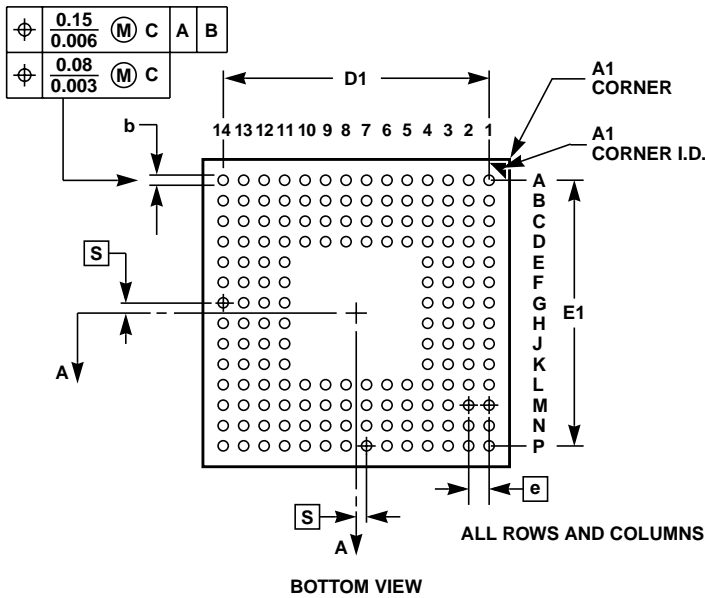 0.15
0.006 Ⓜ C A B
0.08
0.003 Ⓜ C
D1
A1
CORNER
b
14 13 12 11 10 9 8 7 6 5 4 3 2 1
A1
CORNER I.D.
A
B
C
D
E
F
G
H
J
K
L
M
N
P
S
E1
A
S
e
A
ALL ROWS AND COLUMNS
BOTTOM VIEW